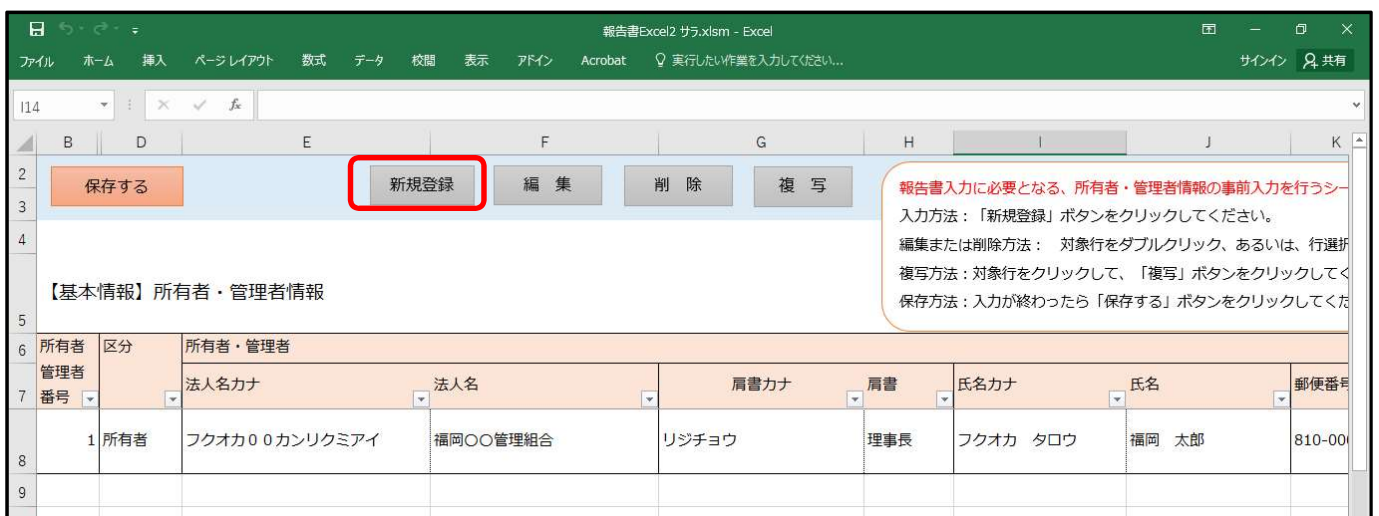 報告書Excel2 サラ.xlsm - Excel
ファイル ホーム 挿入 ページ レイアウト 数式 データ 校閲 表示 アドイン Acrobat 実行したい作業を入力してください... サインイン 共有
I14 fx
B D E F G H I J K
2 保存する 新規登録 編 集 削 除 複 写
3
4
5
6
7
8
9
報告書入力に必要となる、所有者・管理者情報の事前入力を行うシー
入力方法：「新規登録」ボタンをクリックしてください。
編集または削除方法： 対象行をダブルクリック、あるいは、行選択
複写方法：対象行をクリックして、「複写」ボタンをクリックしてく
保存方法：入力が終わったら「保存する」ボタンをクリックしてくだ
【基本情報】所有者・管理者情報
所有者 区分 所有者・管理者
管理者
番号 法人名カナ 法人名 肩書カナ 肩書 氏名カナ 氏名 郵便番号
1 所有者 フクオカ００カンリクミアイ 福岡〇〇管理組合 リジチョウ 理事長 フクオカ タロウ 福岡 太郎 810-00